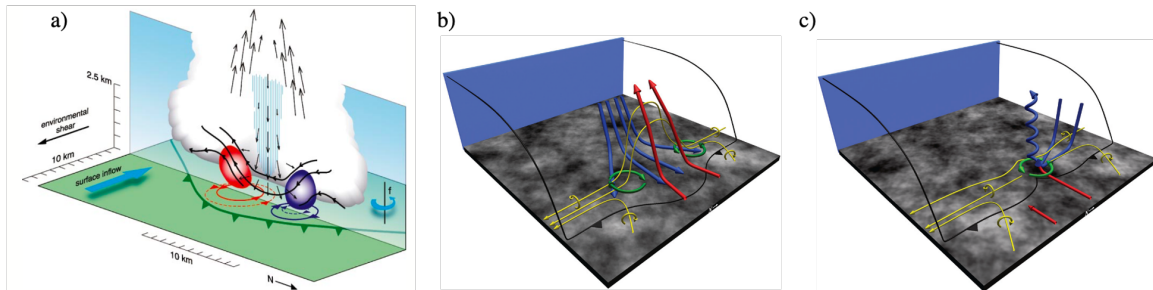 a)
2.5 km
environmental
shear
10 km
surface inflow
f
10 km
N
b)
c)